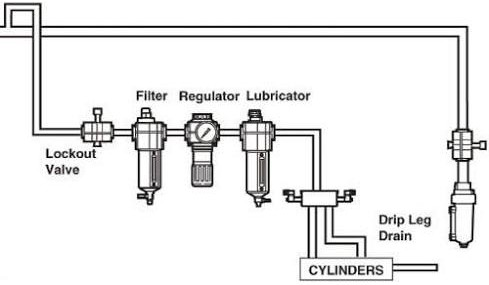 Filter Regulator Lubricator
Lockout
Valve
Drip Leg
Drain
CYLINDERS